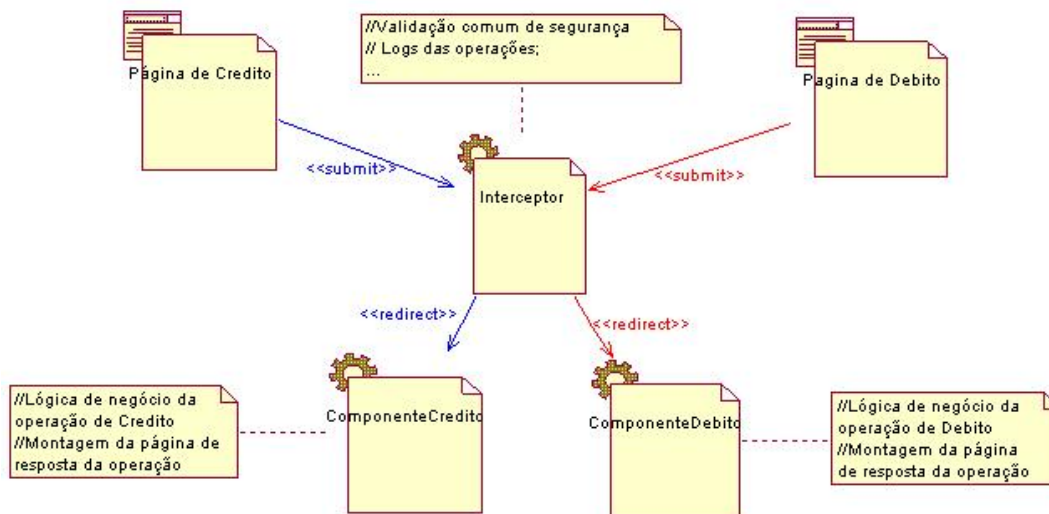 //Validação comum de segurança
// Logs das operações;
...
Página de Credito
Pagina de Debito
<<submit>>
<<submit>>
Interceptor
<<redirect>>
<<redirect>>
ComponenteCredito
ComponenteDebito
//Lógica de negócio da
operação de Credito
//Montagem da página de
resposta da operação
//Lógica de negócio da
operação de Debito
//Montagem da página
de resposta da operação